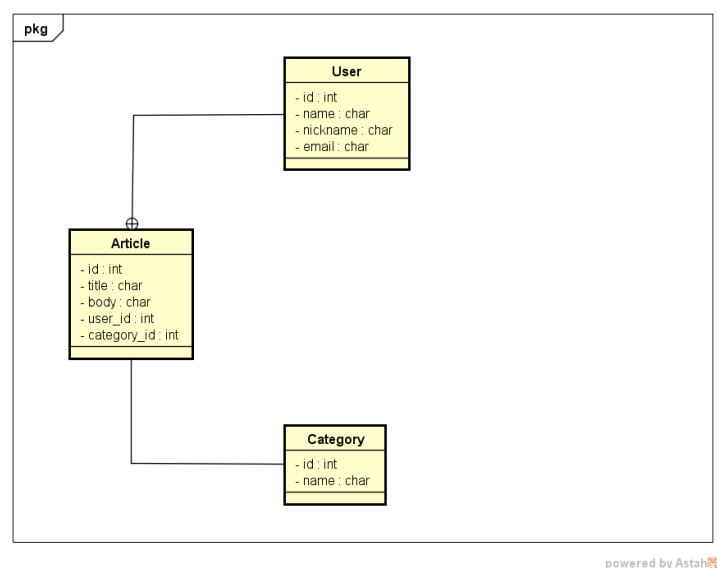 pkg
User
- id : int
- name : char
- nickname : char
- email : char
Article
- id : int
- title : char
- body : char
- user_id : int
- category_id : int
Category
- id : int
- name : char
powered by Astah